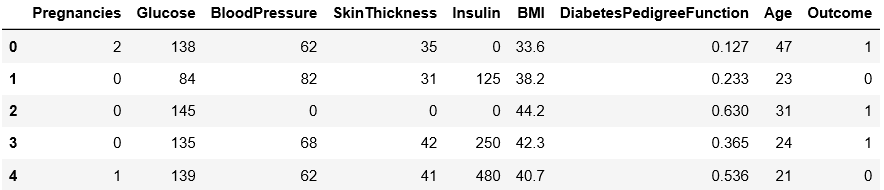 Pregnancies Glucose BloodPressure SkinThickness Insulin BMI DiabetesPedigreeFunction Age Outcome
0 2 138 62 35 0 33.6 0.127 47 1
1 0 84 82 31 125 38.2 0.233 23 0
2 0 145 0 0 0 44.2 0.630 31 1
3 0 135 68 42 250 42.3 0.365 24 1
4 1 139 62 41 480 40.7 0.536 21 0